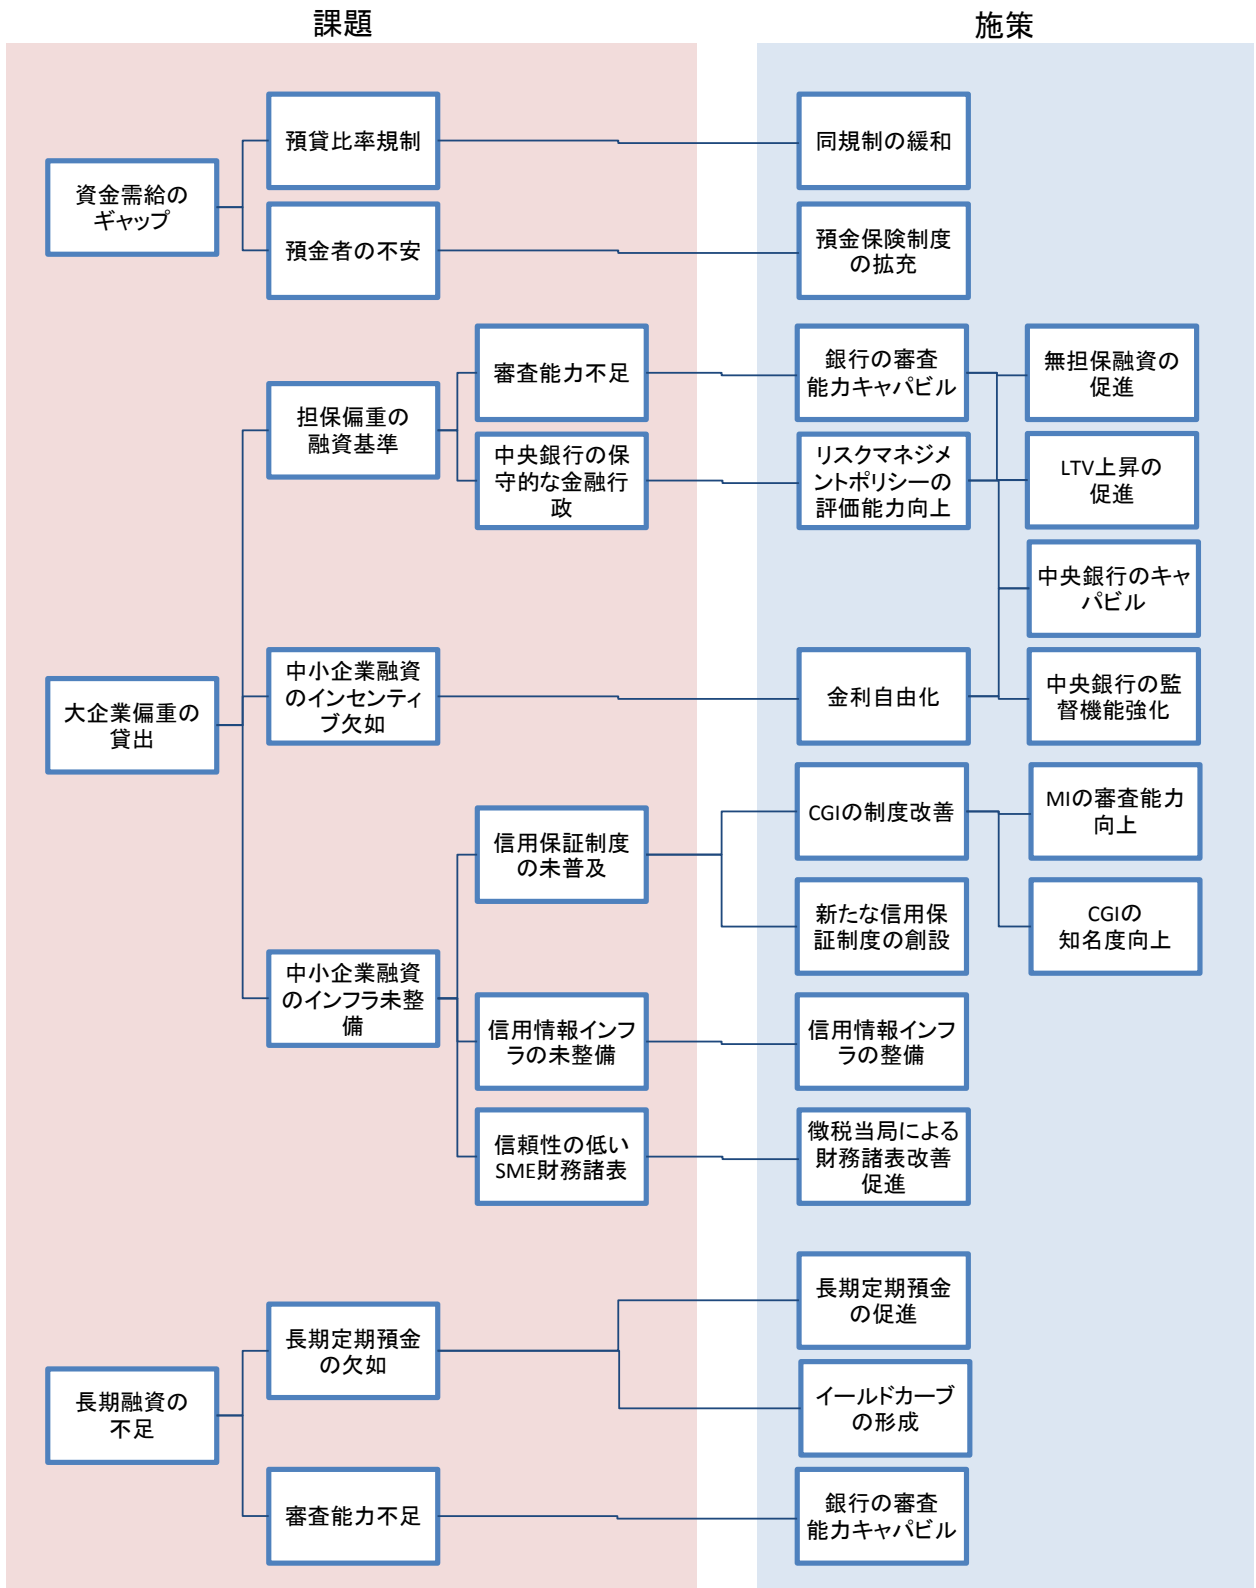 課題
施策
資金需給の
ギャップ
預貸比率規制
同規制の緩和
預金者の不安
預金保険制度
の拡充
大企業偏重の
貸出
担保偏重の
融資基準
審査能力不足
銀行の審査
能力キャパビル
無担保融資の
促進
中央銀行の保
守的な金融行
政
リスクマネジメ
ントポリシーの
評価能力向上
LTV上昇の
促進
中央銀行のキャ
パビル
中小企業融資
のインセンティ
ブ欠如
金利自由化
中央銀行の監
督機能強化
中小企業融資
のインフラ未整
備
信用保証制度
の未普及
CGIの制度改善
MIの審査能力
向上
新たな信用保
証制度の創設
CGIの
知名度向上
信用情報インフ
ラの未整備
信用情報インフ
ラの整備
信頼性の低い
SME財務諸表
徴税当局による
財務諸表改善
促進
長期融資の
不足
長期定期預金
の欠如
長期定期預金
の促進
イールドカーブ
の形成
審査能力不足
銀行の審査
能力キャパビル